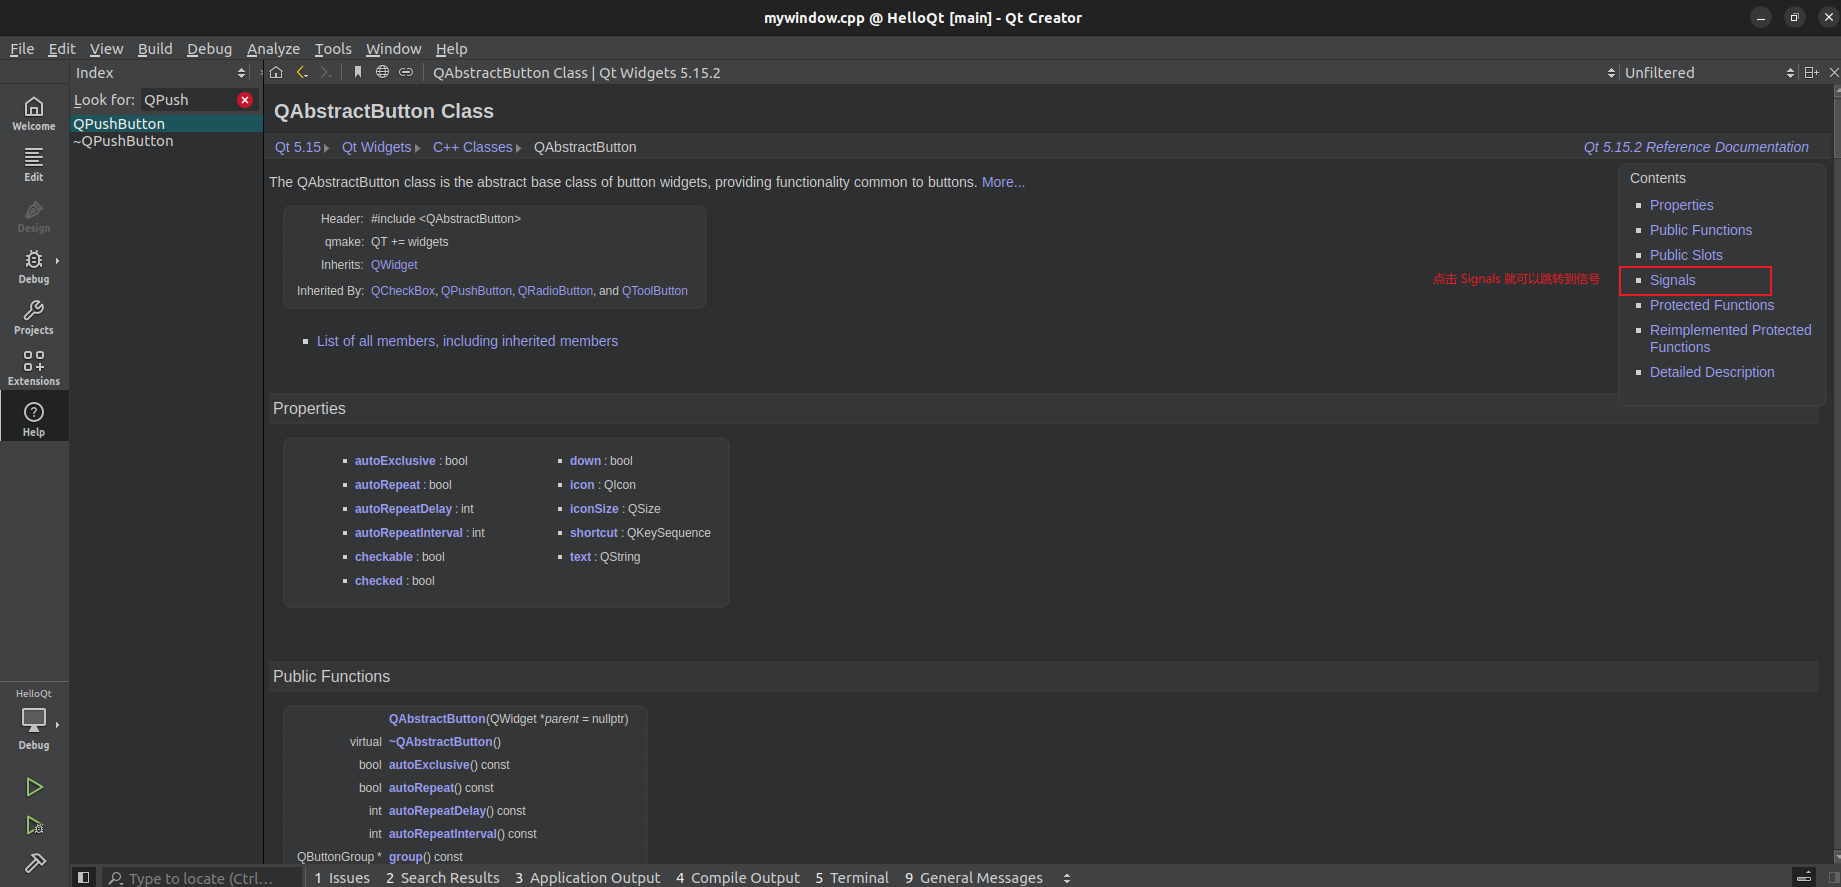 mywindow.cpp @ HelloQt [main] - Qt Creator
File Edit View Build Debug Analyze Tools Window Help
Index
QAbstractButton Class | Qt Widgets 5.15.2
Unfiltered
Look for: QPush
QPushButton
~QPushButton
Welcome
Edit
Design
Debug
Projects
Extensions
Help
HelloQt
Debug
QAbstractButton Class
Qt 5.15 Qt Widgets C++ Classes QAbstractButton
Qt 5.15.2 Reference Documentation
The QAbstractButton class is the abstract base class of button widgets, providing functionality common to buttons. More...
Header: #include <QAbstractButton>
qmake: QT += widgets
Inherits: QWidget
Inherited By: QCheckBox, QPushButton, QRadioButton, and QToolButton
List of all members, including inherited members
Contents
Properties
Public Functions
Public Slots
点击 Signals 就可以跳转到信号
Signals
Protected Functions
Reimplemented Protected
Functions
Detailed Description
Properties
autoExclusive : bool
autoRepeat : bool
autoRepeatDelay : int
autoRepeatInterval : int
checkable : bool
checked : bool
down : bool
icon : QIcon
iconSize : QSize
shortcut : QKeySequence
text : QString
Public Functions
QAbstractButton(QWidget *parent = nullptr)
virtual ~QAbstractButton()
bool autoExclusive() const
bool autoRepeat() const
int autoRepeatDelay() const
int autoRepeatInterval() const
QButtonGroup * group() const
Type to locate (Ctrl...
1 Issues 2 Search Results 3 Application Output 4 Compile Output 5 Terminal 9 General Messages